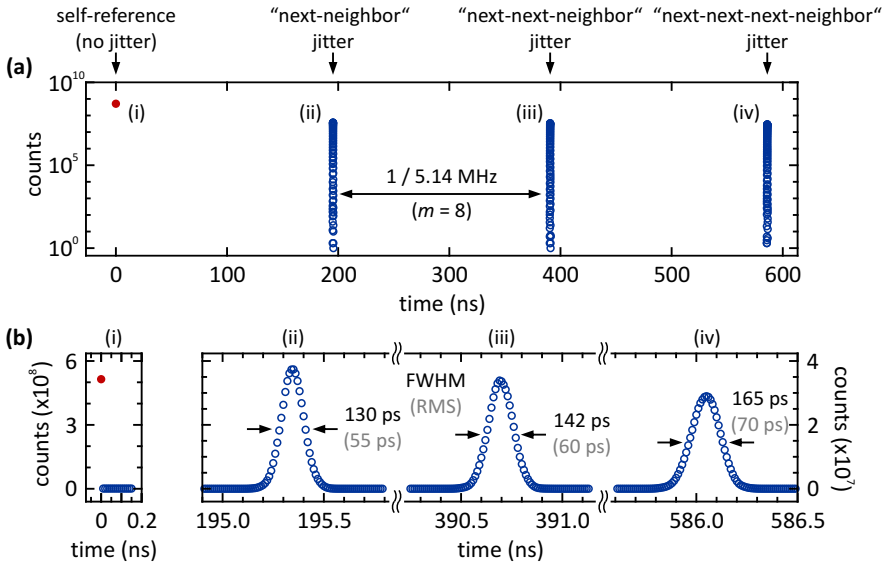 self-reference
(no jitter)
“next-neighbor“
jitter
“next-next-neighbor“
jitter
“next-next-next-neighbor“
jitter
(a)
10^10
10^5
10^0
counts
(i)
(ii)
(iii)
(iv)
1 / 5.14 MHz
(m = 8)
0
100
200
300
400
500
600
time (ns)
(b)
(i)
(ii)
(iii)
(iv)
counts (x10^8)
6
3
0
0
0.2
time (ns)
FWHM
(RMS)
130 ps
(55 ps)
142 ps
(60 ps)
165 ps
(70 ps)
195.0
195.5
390.5
391.0
586.0
586.5
time (ns)
4
2
0
counts (x10^7)